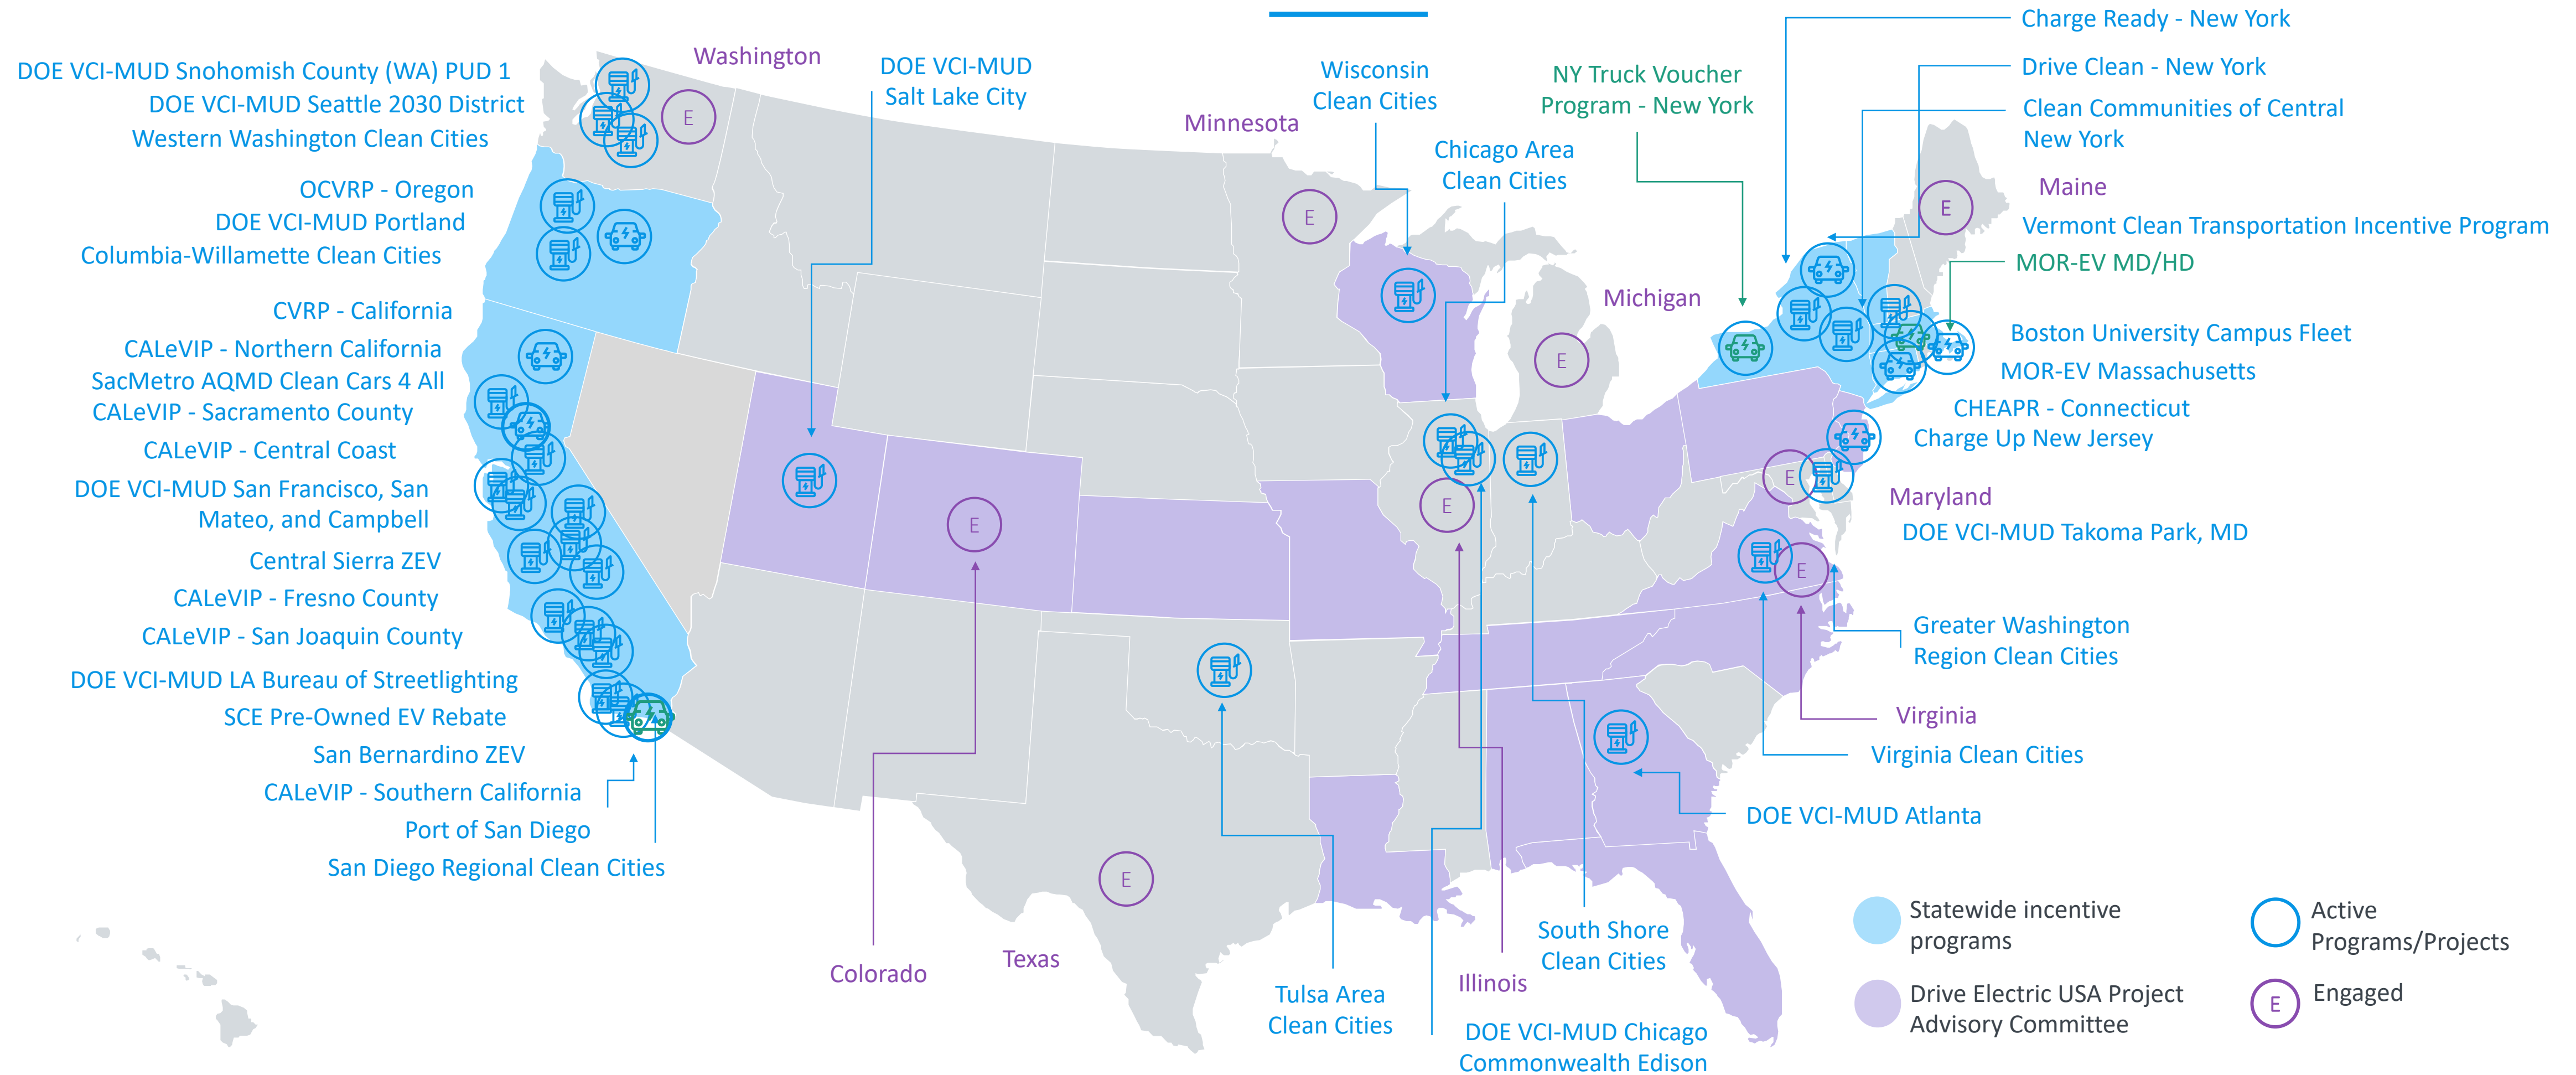 DOE VCI-MUD Snohomish County (WA) PUD 1
DOE VCI-MUD Seattle 2030 District
Western Washington Clean Cities
OCVRP - Oregon
DOE VCI-MUD Portland
Columbia-Willamette Clean Cities
CVRP - California
CALeVIP - Northern California
SacMetro AQMD Clean Cars 4 All
CALeVIP - Sacramento County
CALeVIP - Central Coast
DOE VCI-MUD San Francisco, San
Mateo, and Campbell
Central Sierra ZEV
CALeVIP - Fresno County
CALeVIP - San Joaquin County
DOE VCI-MUD LA Bureau of Streetlighting
SCE Pre-Owned EV Rebate
San Bernardino ZEV
CALeVIP - Southern California
Port of San Diego
San Diego Regional Clean Cities
Washington
E
DOE VCI-MUD
Salt Lake City
Minnesota
E
Wisconsin
Clean Cities
Chicago Area
Clean Cities
NY Truck Voucher
Program - New York
Michigan
E
Charge Ready - New York
Drive Clean - New York
Clean Communities of Central
New York
Maine
E
Vermont Clean Transportation Incentive Program
MOR-EV MD/HD
Boston University Campus Fleet
MOR-EV Massachusetts
CHEAPR - Connecticut
Charge Up New Jersey
E
Maryland
DOE VCI-MUD Takoma Park, MD
E
Greater Washington
Region Clean Cities
Virginia
Virginia Clean Cities
DOE VCI-MUD Atlanta
E
E
E
Colorado
Texas
Tulsa Area
Clean Cities
DOE VCI-MUD Chicago
Commonwealth Edison
Illinois
South Shore
Clean Cities
Statewide incentive
programs
Drive Electric USA Project
Advisory Committee
Active
Programs/Projects
E
Engaged